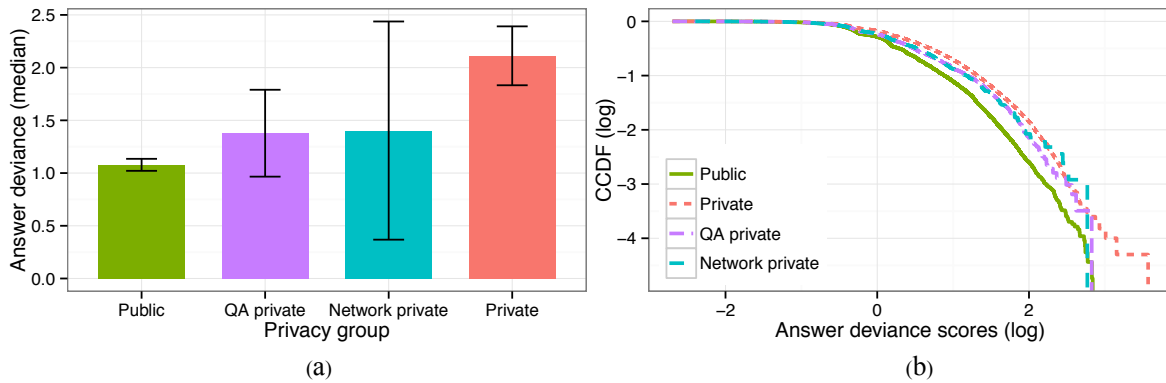 Answer deviance (median)
2.5
2.0
1.5
1.0
0.5
0.0
Public
QA private
Network private
Private
Privacy group
(a)
CCDF (log)
0
−1
−2
−3
−4
Public
Private
QA private
Network private
−2
0
2
Answer deviance scores (log)
(b)